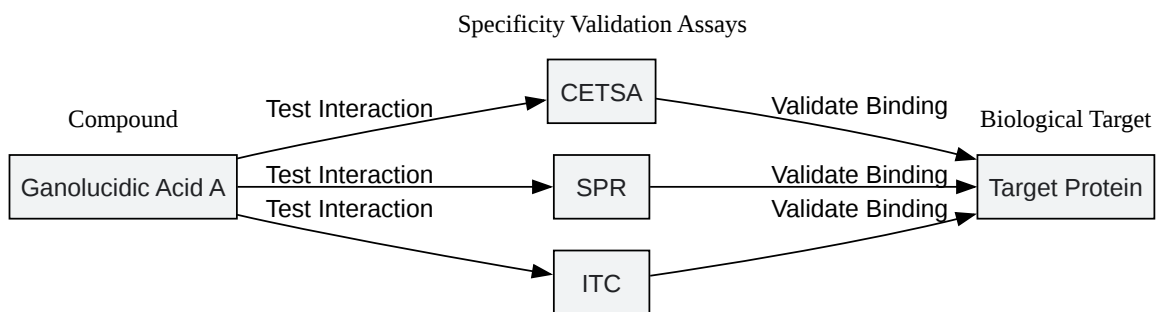 Specificity Validation Assays
CETSA
Test Interaction
Validate Binding
Compound
Biological Target
Ganolucidic Acid A
Test Interaction
SPR
Validate Binding
Target Protein
Test Interaction
Validate Binding
ITC